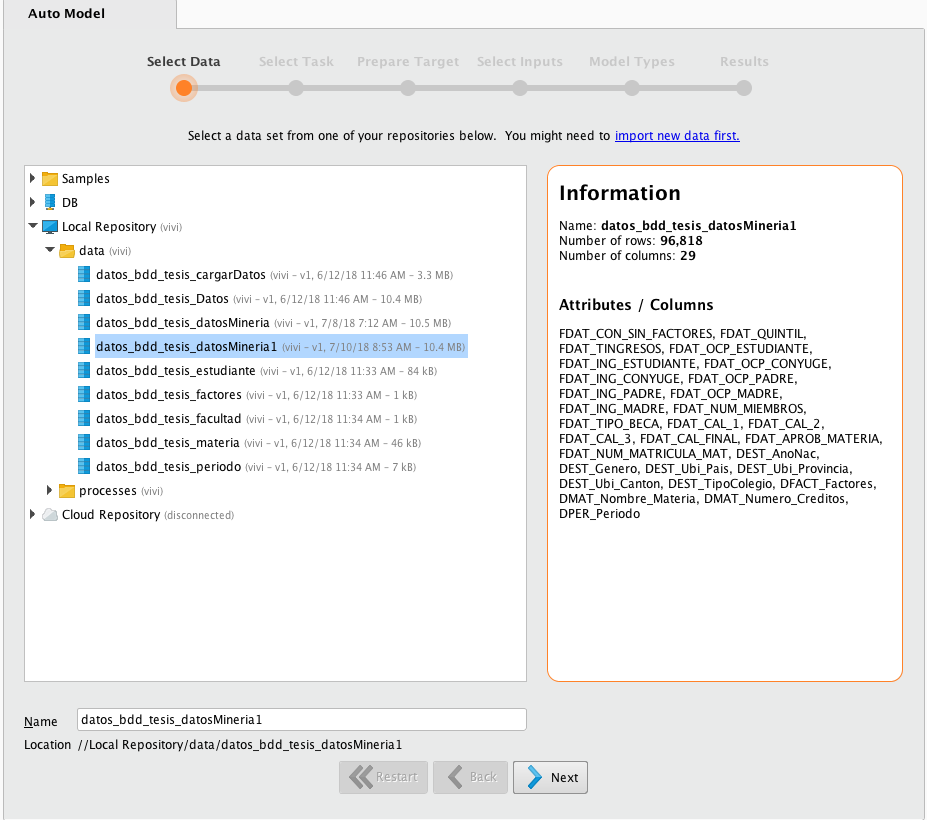 Auto Model
Select Data Select Task Prepare Target Select Inputs Model Types Results
Select a data set from one of your repositories below. You might need to import new data first.
Samples
DB
Local Repository (vivi)
data (vivi)
datos_bdd_tesis_cargarDatos (vivi – v1, 6/12/18 11:46 AM – 3.3 MB)
datos_bdd_tesis_Datos (vivi – v1, 6/12/18 11:46 AM – 10.4 MB)
datos_bdd_tesis_datosMineria (vivi – v1, 7/8/18 7:12 AM – 10.5 MB)
datos_bdd_tesis_datosMineria1 (vivi – v1, 7/10/18 8:53 AM – 10.4 MB)
datos_bdd_tesis_estudiante (vivi – v1, 6/12/18 11:33 AM – 84 kB)
datos_bdd_tesis_factores (vivi – v1, 6/12/18 11:33 AM – 1 kB)
datos_bdd_tesis_facultad (vivi – v1, 6/12/18 11:34 AM – 1 kB)
datos_bdd_tesis_materia (vivi – v1, 6/12/18 11:34 AM – 46 kB)
datos_bdd_tesis_periodo (vivi – v1, 6/12/18 11:34 AM – 7 kB)
processes (vivi)
Cloud Repository (disconnected)
Information
Name: datos_bdd_tesis_datosMineria1
Number of rows: 96,818
Number of columns: 29
Attributes / Columns
FDAT_CON_SIN_FACTORES, FDAT_QUINTIL,
FDAT_TINGRESOS, FDAT_OCP_ESTUDIANTE,
FDAT_ING_ESTUDIANTE, FDAT_OCP_CONYUGE,
FDAT_ING_CONYUGE, FDAT_OCP_PADRE,
FDAT_ING_PADRE, FDAT_OCP_MADRE,
FDAT_ING_MADRE, FDAT_NUM_MIEMBROS,
FDAT_TIPO_BECA, FDAT_CAL_1, FDAT_CAL_2,
FDAT_CAL_3, FDAT_CAL_FINAL, FDAT_APROB_MATERIA,
FDAT_NUM_MATRICULA_MAT, DEST_AnoNac,
DEST_Genero, DEST_Ubi_Pais, DEST_Ubi_Provincia,
DEST_Ubi_Canton, DEST_TipoColegio, DFACT_Factores,
DMAT_Nombre_Materia, DMAT_Numero_Creditos,
DPER_Periodo
Name datos_bdd_tesis_datosMineria1
Location //Local Repository/data/datos_bdd_tesis_datosMineria1
Restart Back Next